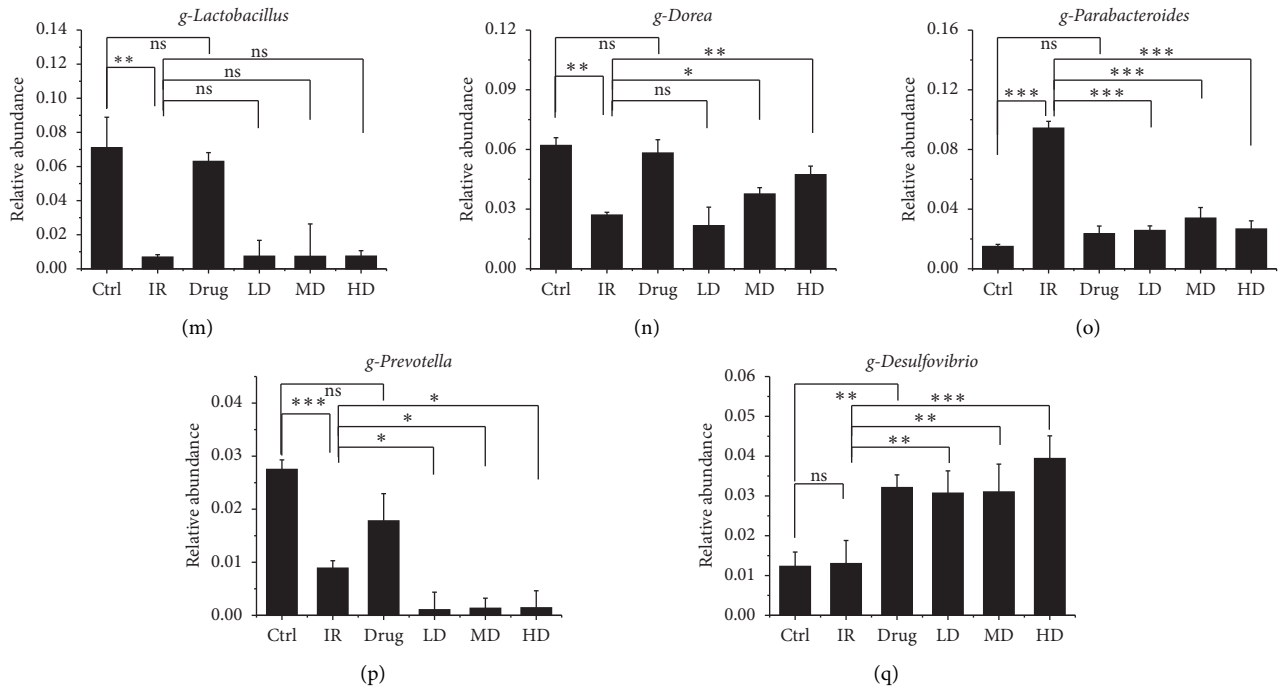 g-Lactobacillus
0.14
0.12
0.10
0.08
0.06
0.04
0.02
0.00
Relative abundance
ns
**
ns
ns
ns
Ctrl IR Drug LD MD HD
(m)
g-Dorea
0.12
0.09
0.06
0.03
0.00
Relative abundance
ns
**
**
*
ns
Ctrl IR Drug LD MD HD
(n)
g-Parabacteroides
0.16
0.12
0.08
0.04
0.00
Relative abundance
ns
***
***
***
***
Ctrl IR Drug LD MD HD
(o)
g-Prevotella
0.04
0.03
0.02
0.01
0.00
Relative abundance
ns
***
*
*
*
Ctrl IR Drug LD MD HD
(p)
g-Desulfovibrio
0.06
0.05
0.04
0.03
0.02
0.01
0.00
Relative abundance
**
***
**
**
ns
Ctrl IR Drug LD MD HD
(q)